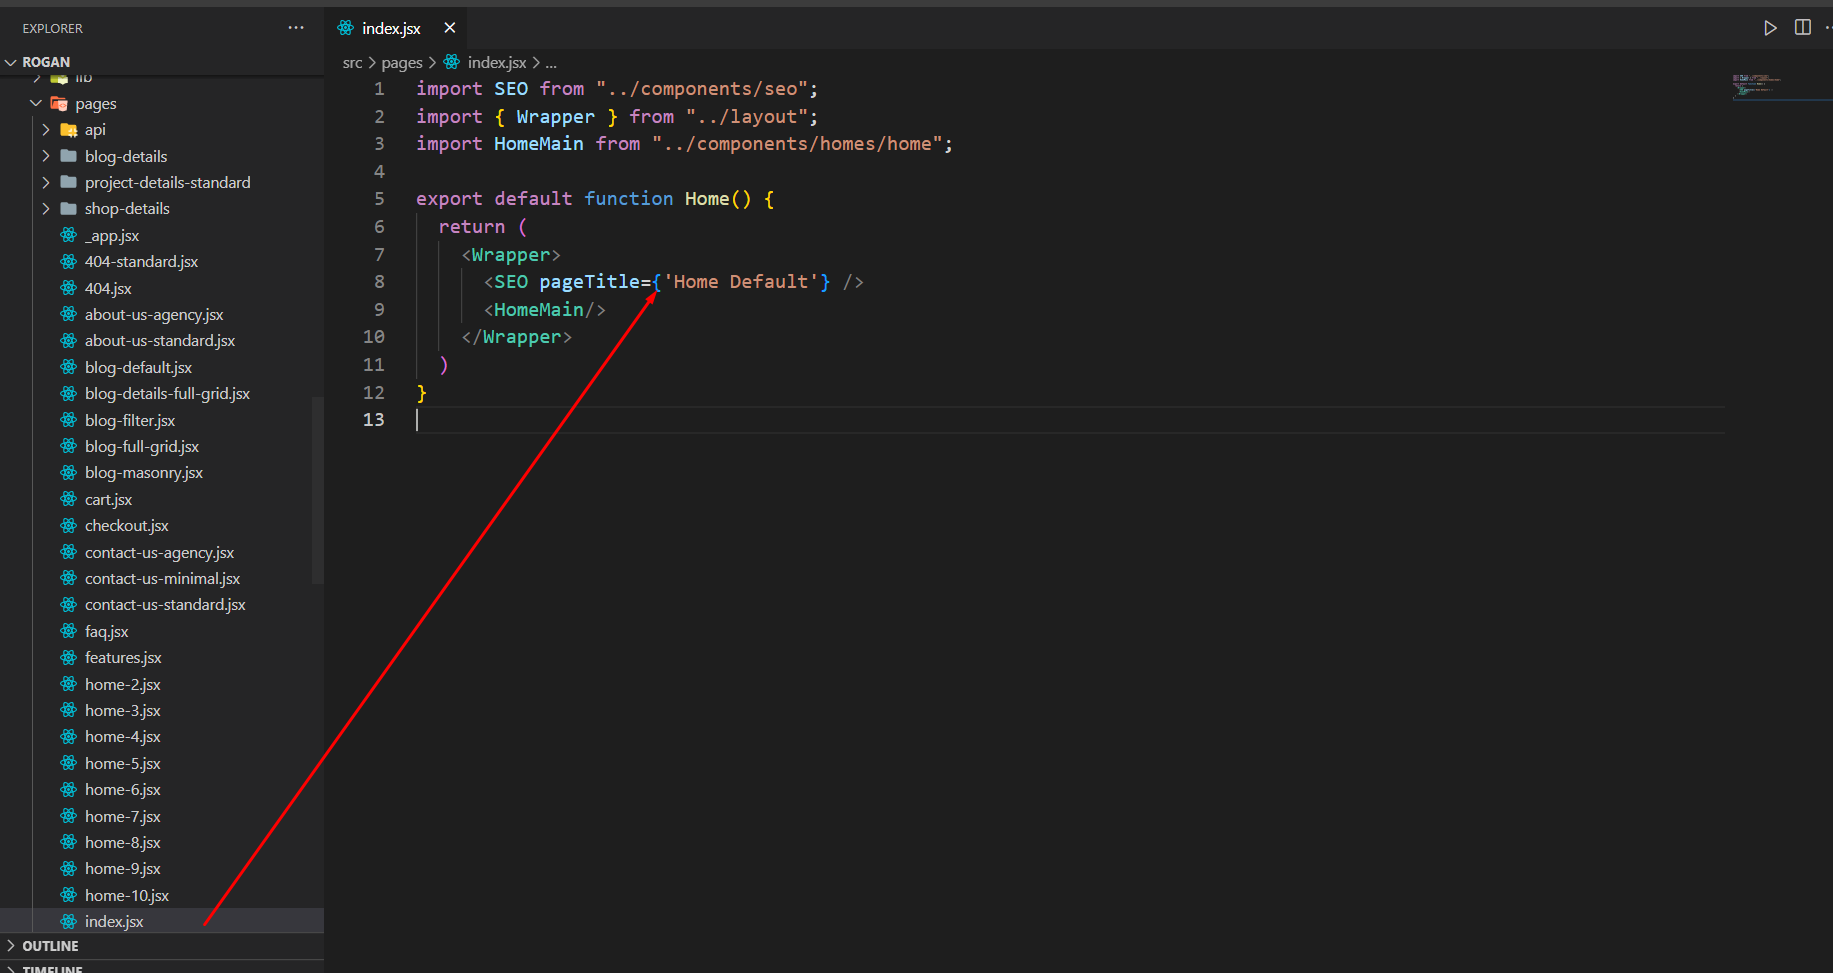 EXPLORER
ROGAN
lib
pages
api
blog-details
project-details-standard
shop-details
_app.jsx
404-standard.jsx
404.jsx
about-us-agency.jsx
about-us-standard.jsx
blog-default.jsx
blog-details-full-grid.jsx
blog-filter.jsx
blog-full-grid.jsx
blog-masonry.jsx
cart.jsx
checkout.jsx
contact-us-agency.jsx
contact-us-minimal.jsx
contact-us-standard.jsx
faq.jsx
features.jsx
home-2.jsx
home-3.jsx
home-4.jsx
home-5.jsx
home-6.jsx
home-7.jsx
home-8.jsx
home-9.jsx
home-10.jsx
index.jsx
OUTLINE
TIMELINE
index.jsx
src > pages > index.jsx > ...
1 import SEO from "../components/seo";
2 import { Wrapper } from "../layout";
3 import HomeMain from "../components/homes/home";
4
5 export default function Home() {
6 return (
7 <Wrapper>
8 <SEO pageTitle={'Home Default'} />
9 <HomeMain/>
10 </Wrapper>
11 )
12 }
13